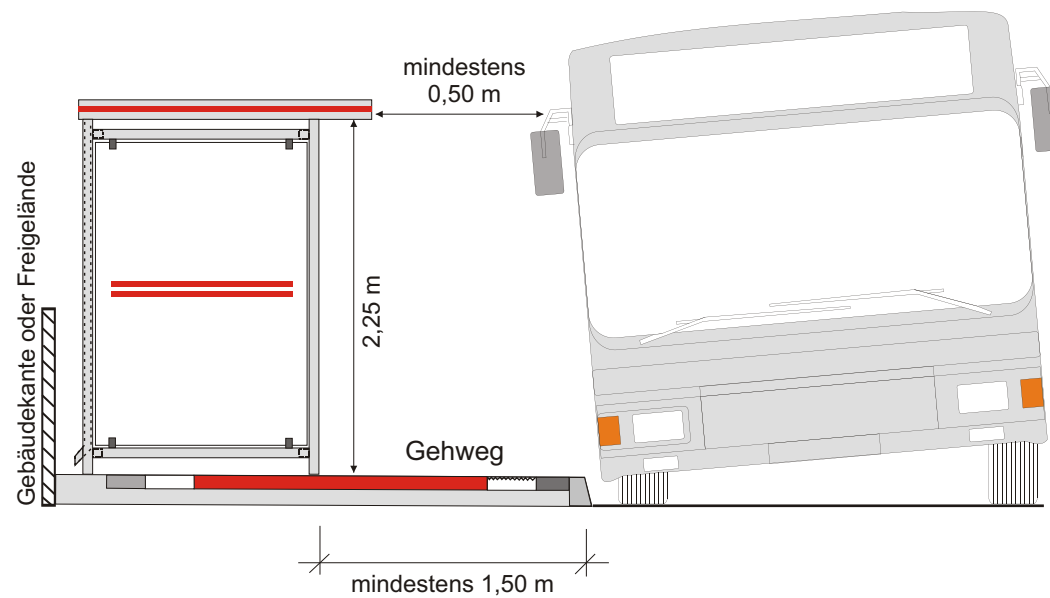 mindestens
0,50 m
Gebäudekante oder Freigelände
2,25 m
Gehweg
mindestens 1,50 m